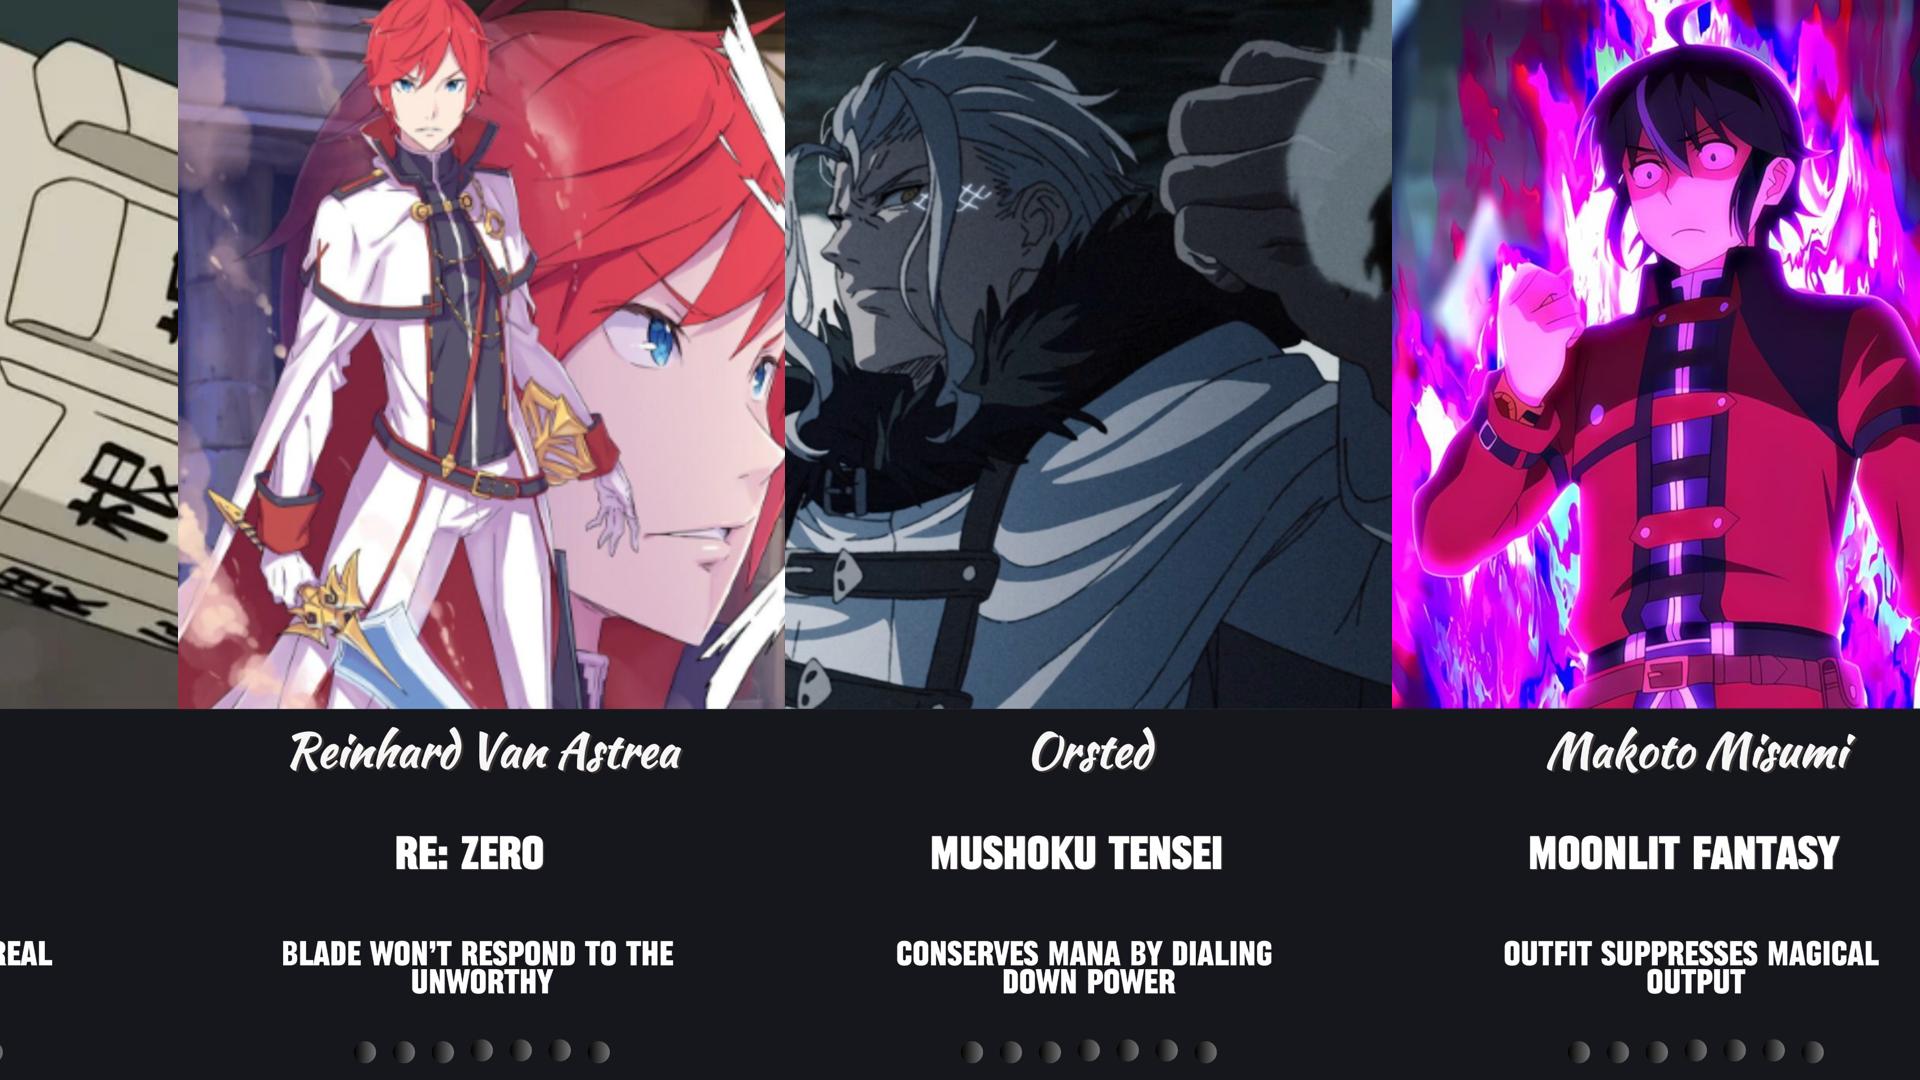 根
REAL
Reinhard Van Astrea
RE: ZERO
BLADE WON'T RESPOND TO THE
UNWORTHY
Orsted
MUSHOKU TENSEI
CONSERVES MANA BY DIALING
DOWN POWER
Makoto Misumi
MOONLIT FANTASY
OUTFIT SUPPRESSES MAGICAL
OUTPUT